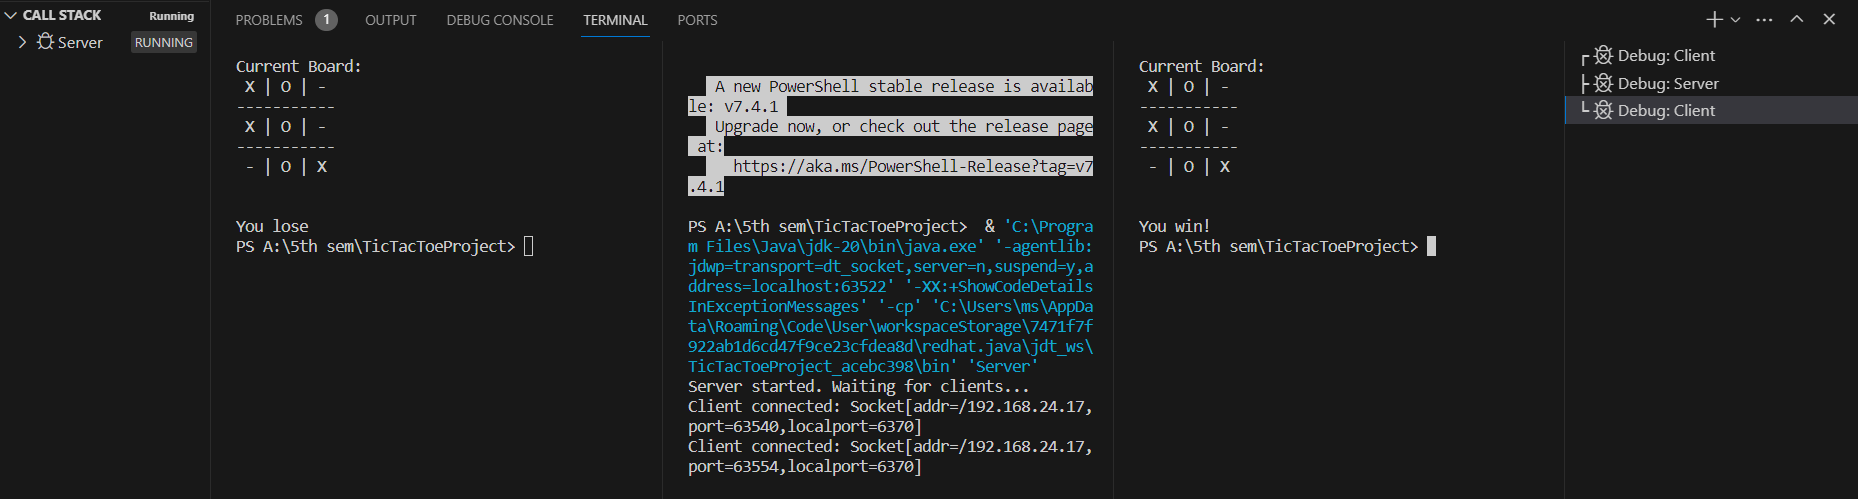 CALL STACK Running
Server RUNNING
PROBLEMS 1 OUTPUT DEBUG CONSOLE TERMINAL PORTS
Current Board:
X | O | -
-----------
X | O | -
-----------
- | O | X
You lose
PS A:\5th sem\TicTacToeProject>
A new PowerShell stable release is availab
le: v7.4.1
Upgrade now, or check out the release page
at:
https://aka.ms/PowerShell-Release?tag=v7
.4.1
PS A:\5th sem\TicTacToeProject>  & 'C:\Progra
m Files\Java\jdk-20\bin\java.exe' '-agentlib:
jdwp=transport=dt_socket,server=n,suspend=y,a
ddress=localhost:63522' '-XX:+ShowCodeDetails
InExceptionMessages' '-cp' 'C:\Users\ms\AppDa
ta\Roaming\Code\User\workspaceStorage\7471f7f
922ab1d6cd47f9ce23cfdea8d\redhat.java\jdt_ws\
TicTacToeProject_acebc398\bin' 'Server'
Server started. Waiting for clients...
Client connected: Socket[addr=/192.168.24.17,
port=63540,localport=6370]
Client connected: Socket[addr=/192.168.24.17,
port=63554,localport=6370]
Current Board:
X | O | -
-----------
X | O | -
-----------
- | O | X
You win!
PS A:\5th sem\TicTacToeProject>
Debug: Client
Debug: Server
Debug: Client